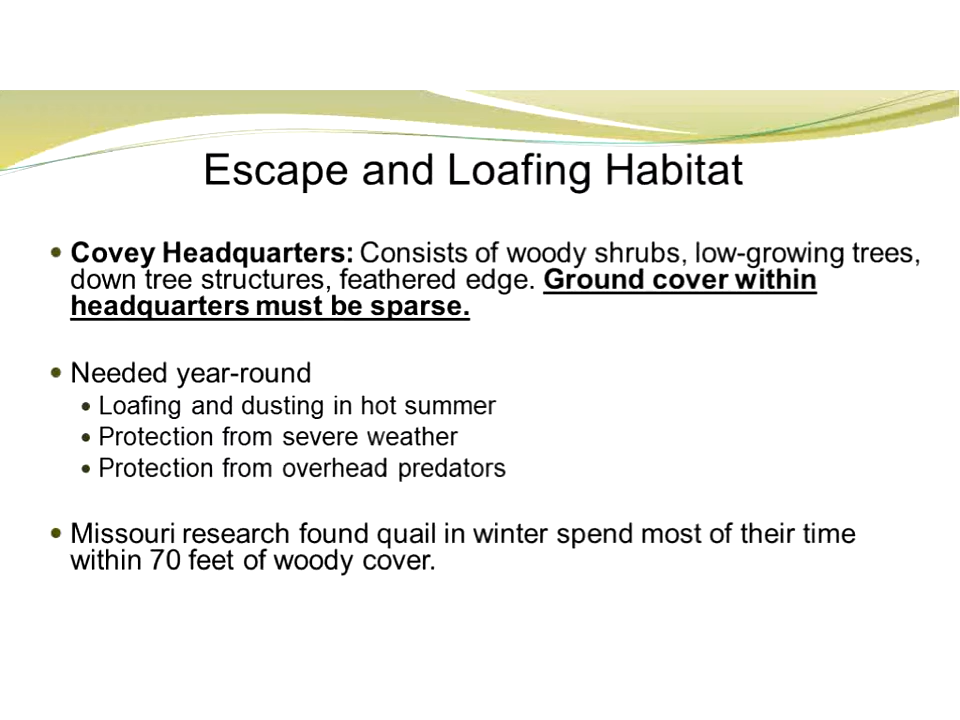 Escape and Loafing Habitat
• Covey Headquarters: Consists of woody shrubs, low-growing trees,
down tree structures, feathered edge. Ground cover within
headquarters must be sparse.
• Needed year-round
• Loafing and dusting in hot summer
• Protection from severe weather
• Protection from overhead predators
• Missouri research found quail in winter spend most of their time
within 70 feet of woody cover.